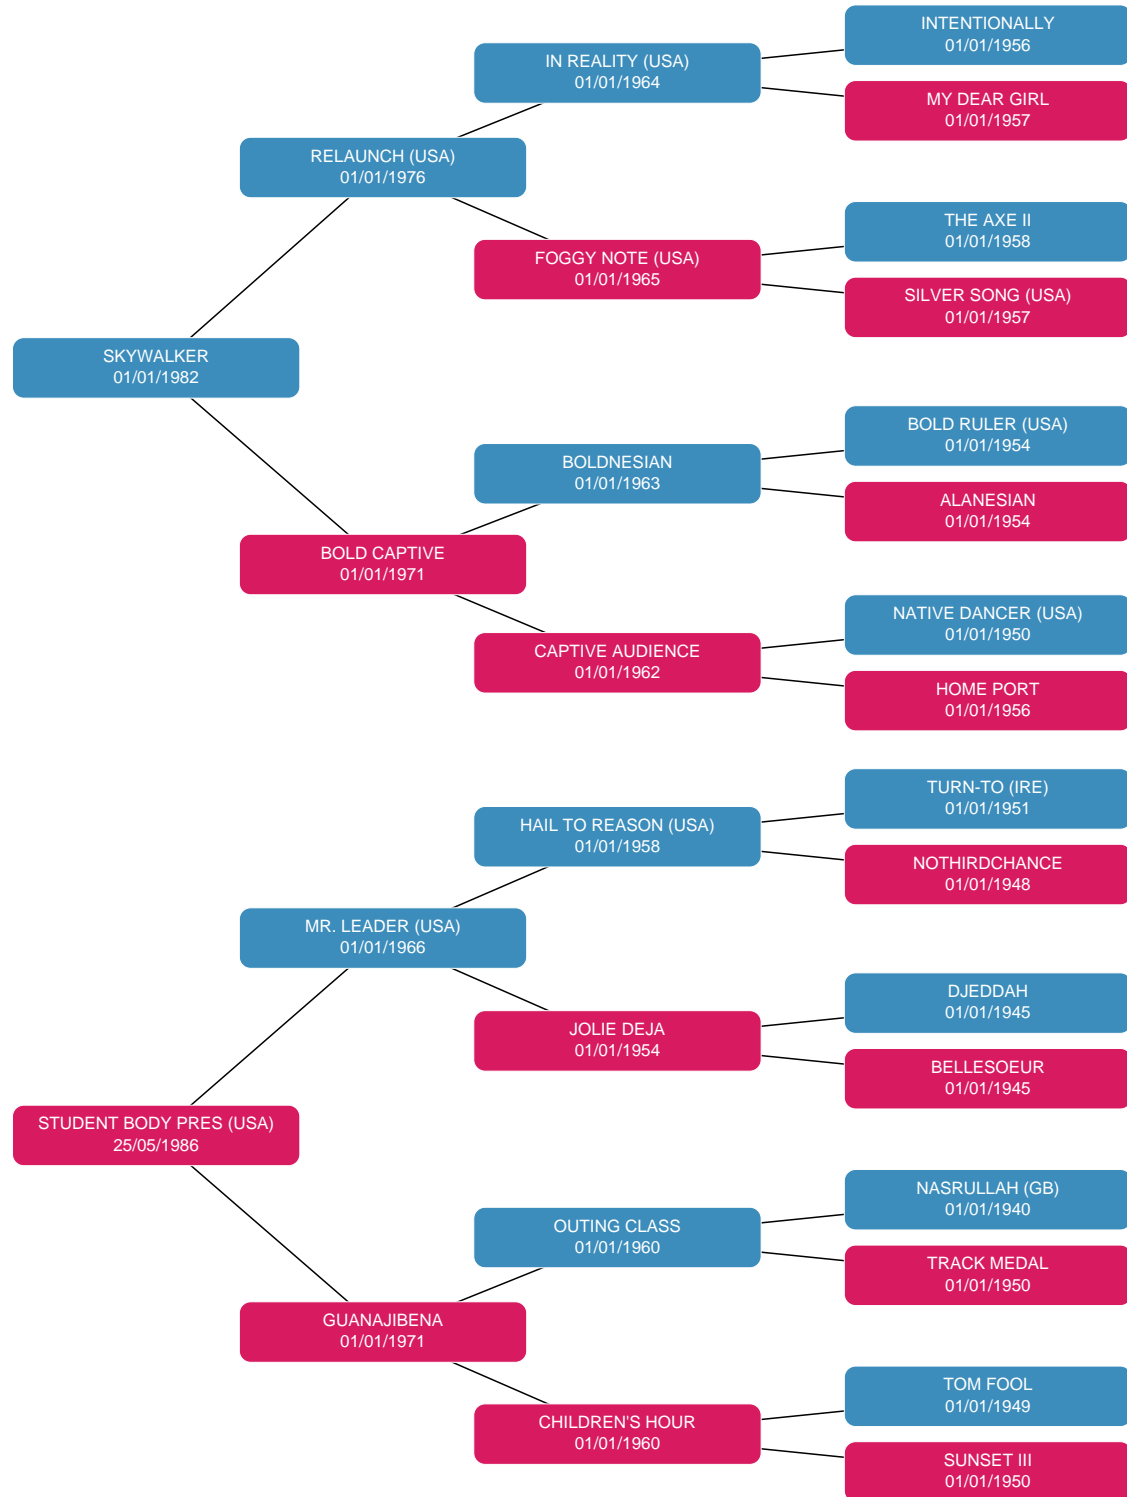 INTENTIONALLY
01/01/1956
IN REALITY (USA)
01/01/1964
MY DEAR GIRL
01/01/1957
RELAUNCH (USA)
01/01/1976
THE AXE II
01/01/1958
FOGGY NOTE (USA)
01/01/1965
SILVER SONG (USA)
01/01/1957
SKYWALKER
01/01/1982
BOLD RULER (USA)
01/01/1954
BOLDNESIAN
01/01/1963
ALANESIAN
01/01/1954
BOLD CAPTIVE
01/01/1971
NATIVE DANCER (USA)
01/01/1950
CAPTIVE AUDIENCE
01/01/1962
HOME PORT
01/01/1956
TURN-TO (IRE)
01/01/1951
HAIL TO REASON (USA)
01/01/1958
NOTHIRDCHANCE
01/01/1948
MR. LEADER (USA)
01/01/1966
DJEDDAH
01/01/1945
JOLIE DEJA
01/01/1954
BELLESOEUR
01/01/1945
STUDENT BODY PRES (USA)
25/05/1986
NASRULLAH (GB)
01/01/1940
OUTING CLASS
01/01/1960
TRACK MEDAL
01/01/1950
GUANAJIBENA
01/01/1971
TOM FOOL
01/01/1949
CHILDREN'S HOUR
01/01/1960
SUNSET III
01/01/1950